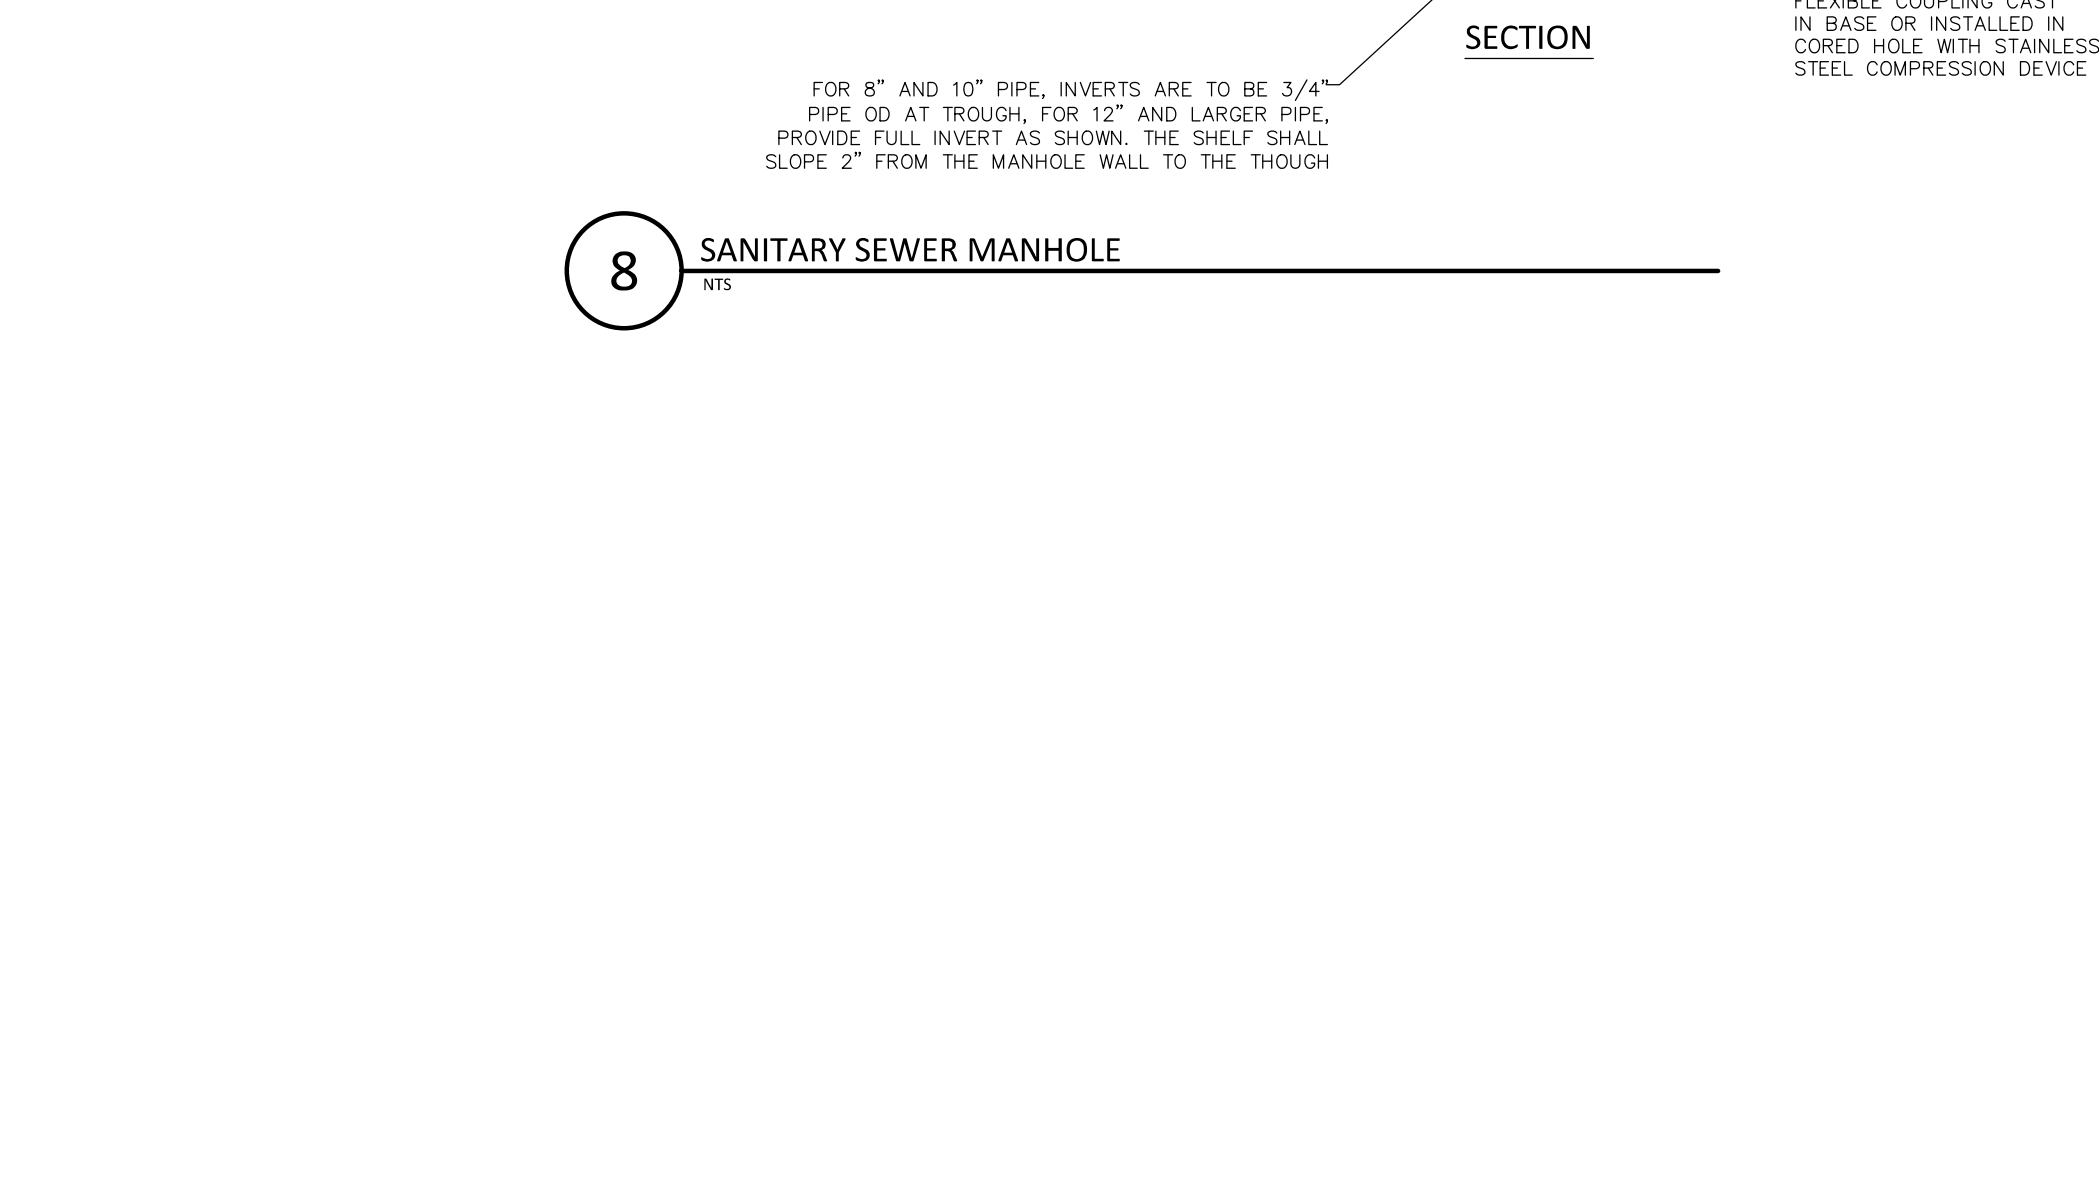 SECTION
FLEXIBLE COUPLING CAST
IN BASE OR INSTALLED IN
CORED HOLE WITH STAINLESS
STEEL COMPRESSION DEVICE
FOR 8” AND 10” PIPE, INVERTS ARE TO BE 3/4”
PIPE OD AT TROUGH, FOR 12” AND LARGER PIPE,
PROVIDE FULL INVERT AS SHOWN. THE SHELF SHALL
SLOPE 2” FROM THE MANHOLE WALL TO THE THOUGH
8
SANITARY SEWER MANHOLE
NTS